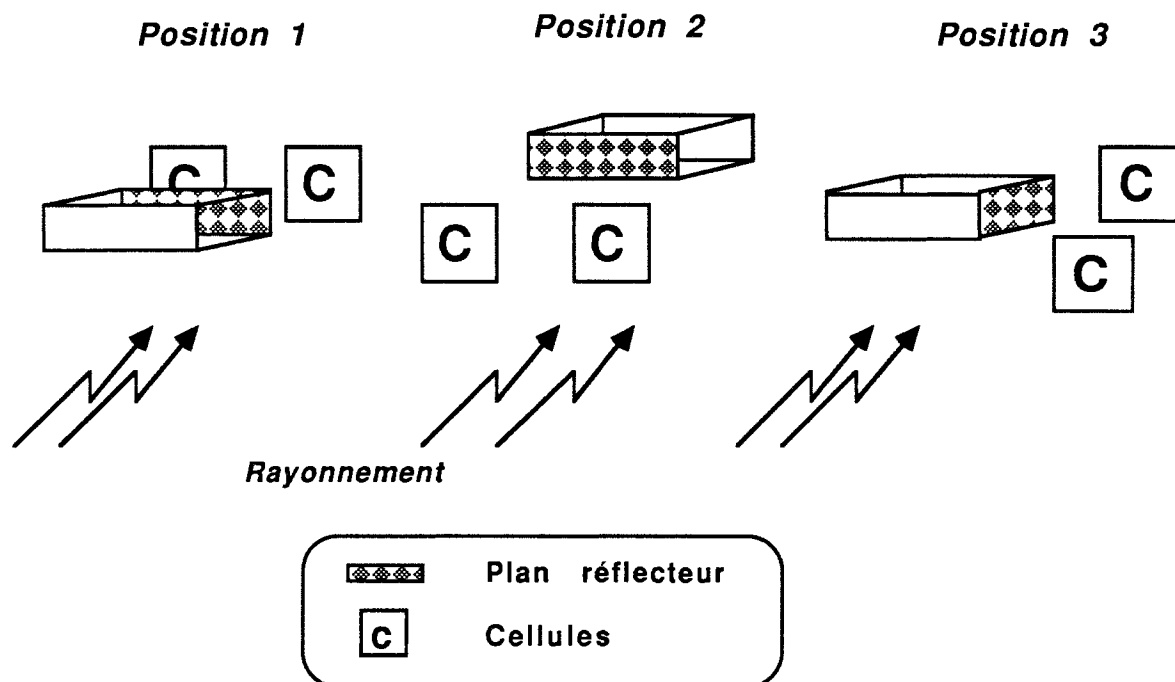 Position 1
Position 2
Position 3
C
C
C
C
C
C
Rayonnement
Plan réflecteur
C Cellules